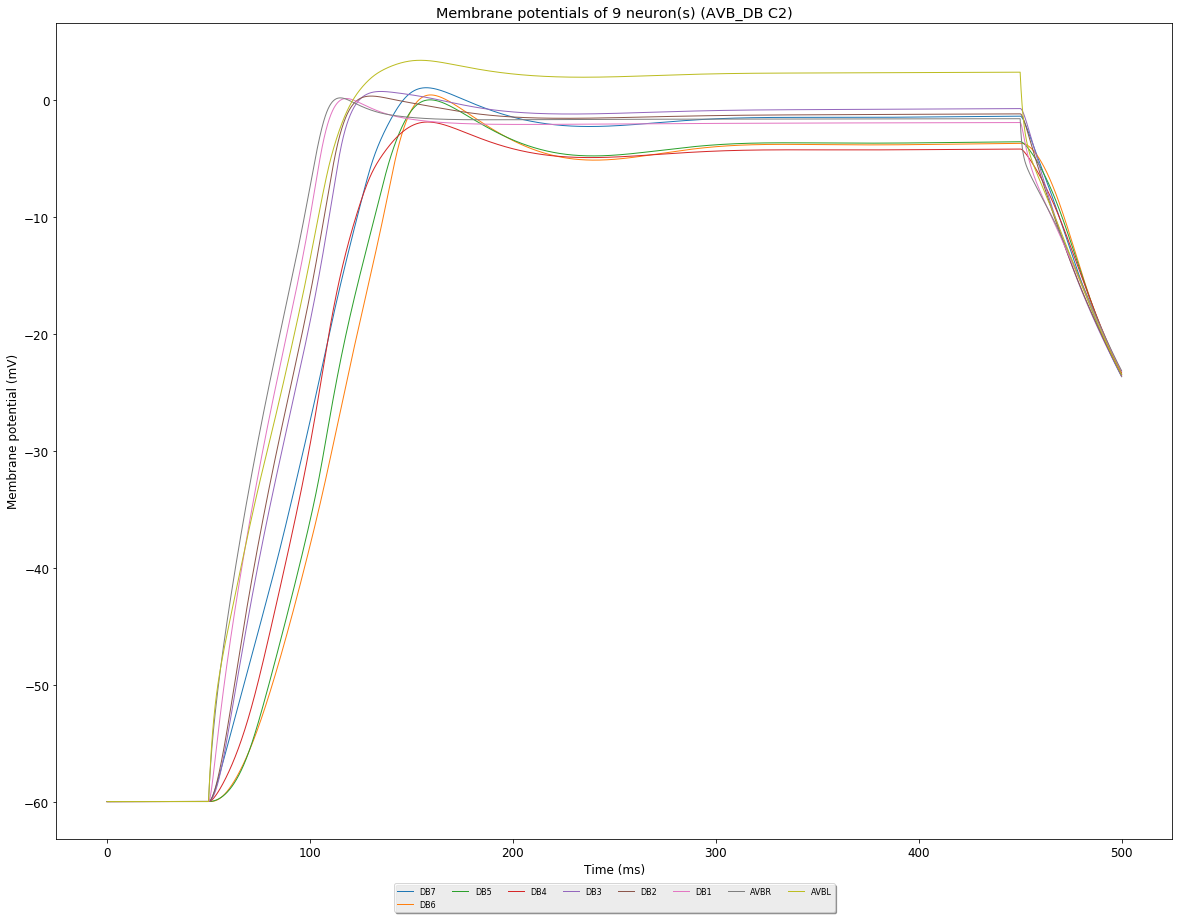 Membrane potentials of 9 neuron(s) (AVB_DB C2)
Membrane potential (mV)
0
−10
−20
−30
−40
−50
−60
0 100 200 300 400 500
Time (ms)
DB7 DB5 DB4 DB3 DB2 DB1 AVBR AVBL
DB6